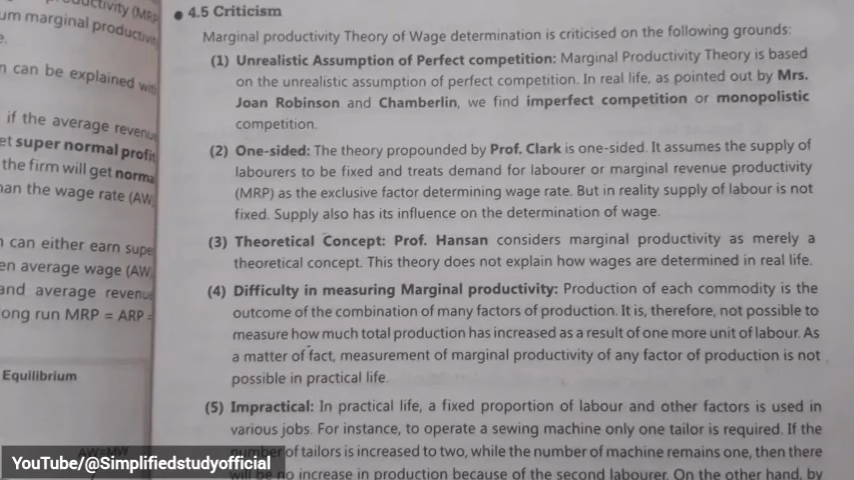 um marginal productivity
n can be explained with
if the average revenue
et super normal profit
the firm will get norma
han the wage rate (AW
n can either earn supe
en average wage (AW
and average revenue
ong run MRP = ARP =
Equilibrium
• 4.5 Criticism
Marginal productivity Theory of Wage determination is criticised on the following grounds:
(1) Unrealistic Assumption of Perfect competition: Marginal Productivity Theory is based
on the unrealistic assumption of perfect competition. In real life, as pointed out by Mrs.
Joan Robinson and Chamberlin, we find imperfect competition or monopolistic
competition.
(2) One-sided: The theory propounded by Prof. Clark is one-sided. It assumes the supply of
labourers to be fixed and treats demand for labourer or marginal revenue productivity
(MRP) as the exclusive factor determining wage rate. But in reality supply of labour is not
fixed. Supply also has its influence on the determination of wage.
(3) Theoretical Concept: Prof. Hansan considers marginal productivity as merely a
theoretical concept. This theory does not explain how wages are determined in real life.
(4) Difficulty in measuring Marginal productivity: Production of each commodity is the
outcome of the combination of many factors of production. It is, therefore, not possible to
measure how much total production has increased as a result of one more unit of labour. As
a matter of fact, measurement of marginal productivity of any factor of production is not
possible in practical life.
(5) Impractical: In practical life, a fixed proportion of labour and other factors is used in
various jobs. For instance, to operate a sewing machine only one tailor is required. If the
number of tailors is increased to two, while the number of machine remains one, then there
will be no increase in production because of the second labourer. On the other hand, by
YouTube/@Simplifiedstudyofficial